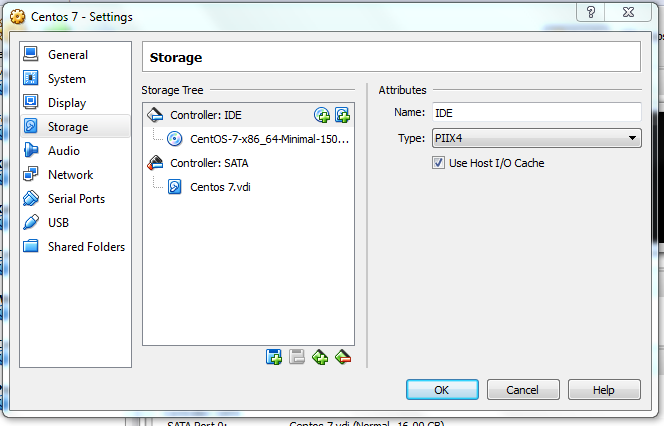 Centos 7 - Settings
General
System
Display
Storage
Audio
Network
Serial Ports
USB
Shared Folders
Storage
Storage Tree
Controller: IDE
CentOS-7-x86_64-Minimal-150...
Controller: SATA
Centos 7.vdi
Attributes
Name: IDE
Type: PIIX4
Use Host I/O Cache
OK Cancel Help
SATA Port 0: Centos 7.vdi (Normal, 16.00 GB)